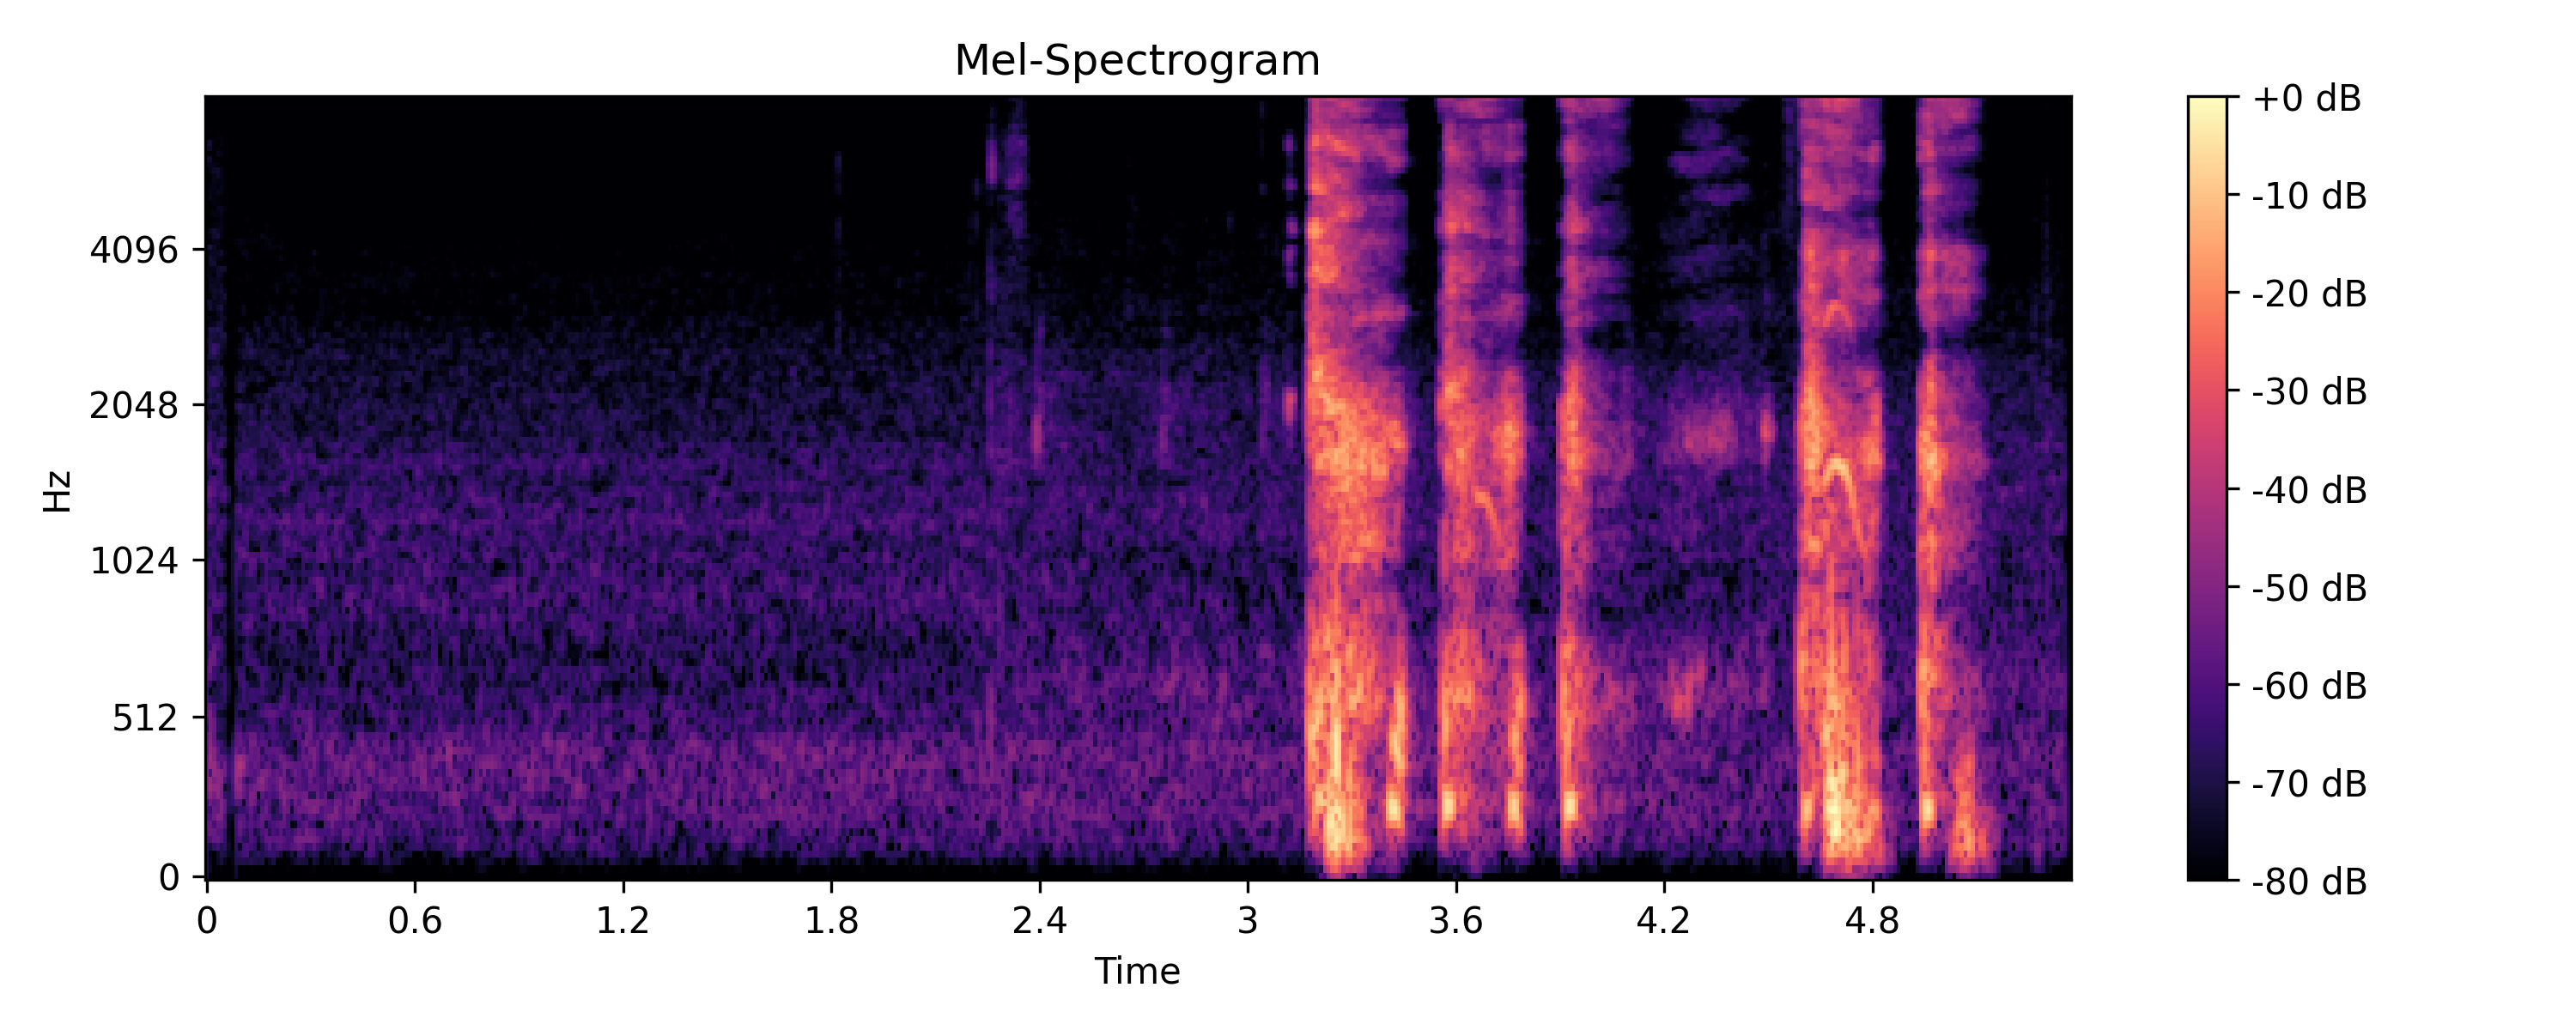 Mel-Spectrogram
+0 dB
-10 dB
-20 dB
-30 dB
-40 dB
-50 dB
-60 dB
-70 dB
-80 dB
Hz
4096
2048
1024
512
0
0 0.6 1.2 1.8 2.4 3 3.6 4.2 4.8
Time